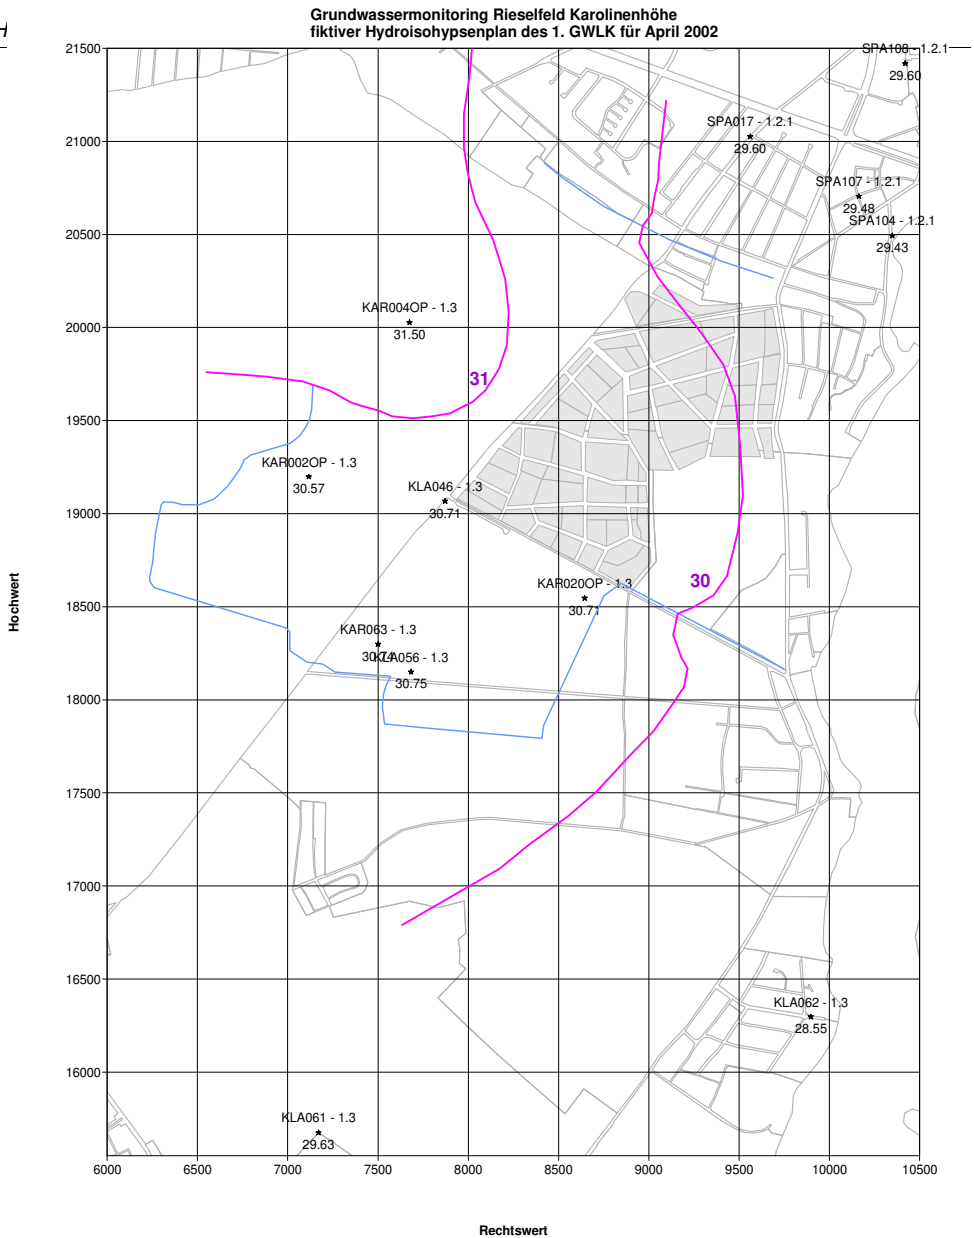 Grundwassermonitoring Rieselfeld Karolinenhöhe
fiktiver Hydroisohypsenplan des 1. GWLK für April 2002
21500
SPA108 - 1.2.1
29.60
SPA017 - 1.2.1
21000
29.60
SPA107 - 1.2.1
29.48
SPA104 - 1.2.1
20500
29.43
KAR004OP - 1.3
20000
31.50
31
19500
KAR002OP - 1.3
30.57
KLA046 - 1.3
19000
30.71
30
KAR020OP - 1.3
18500
30.71
KAR063 - 1.3
30.74
KLA056 - 1.3
30.75
18000
17500
17000
16500
KLA062 - 1.3
28.55
16000
KLA061 - 1.3
29.63
6000 6500 7000 7500 8000 8500 9000 9500 10000 10500
Hochwert
Rechtswert